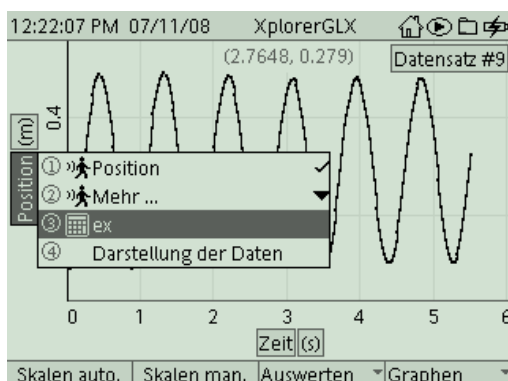 12:22:07 PM 07/11/08 XplorerGLX
(2.7648, 0.279) Datensatz #9
0.4
Position (m)
① Position
② Mehr ...
③ ex
④ Darstellung der Daten
0 1 2 3 4 5 6
Zeit (s)
Skalen auto. Skalen man. Auswerten Graphen